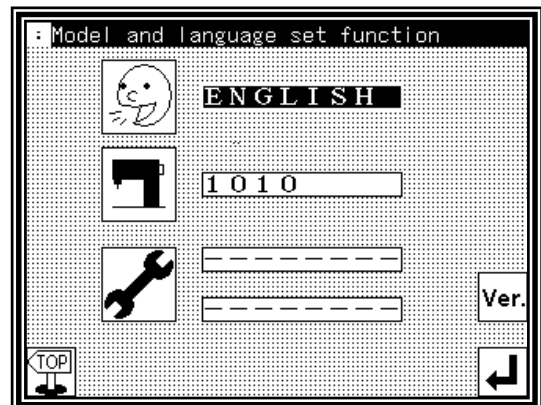 : Model and language set function
ENGLISH
1010
--------
--------
Ver.
TOP